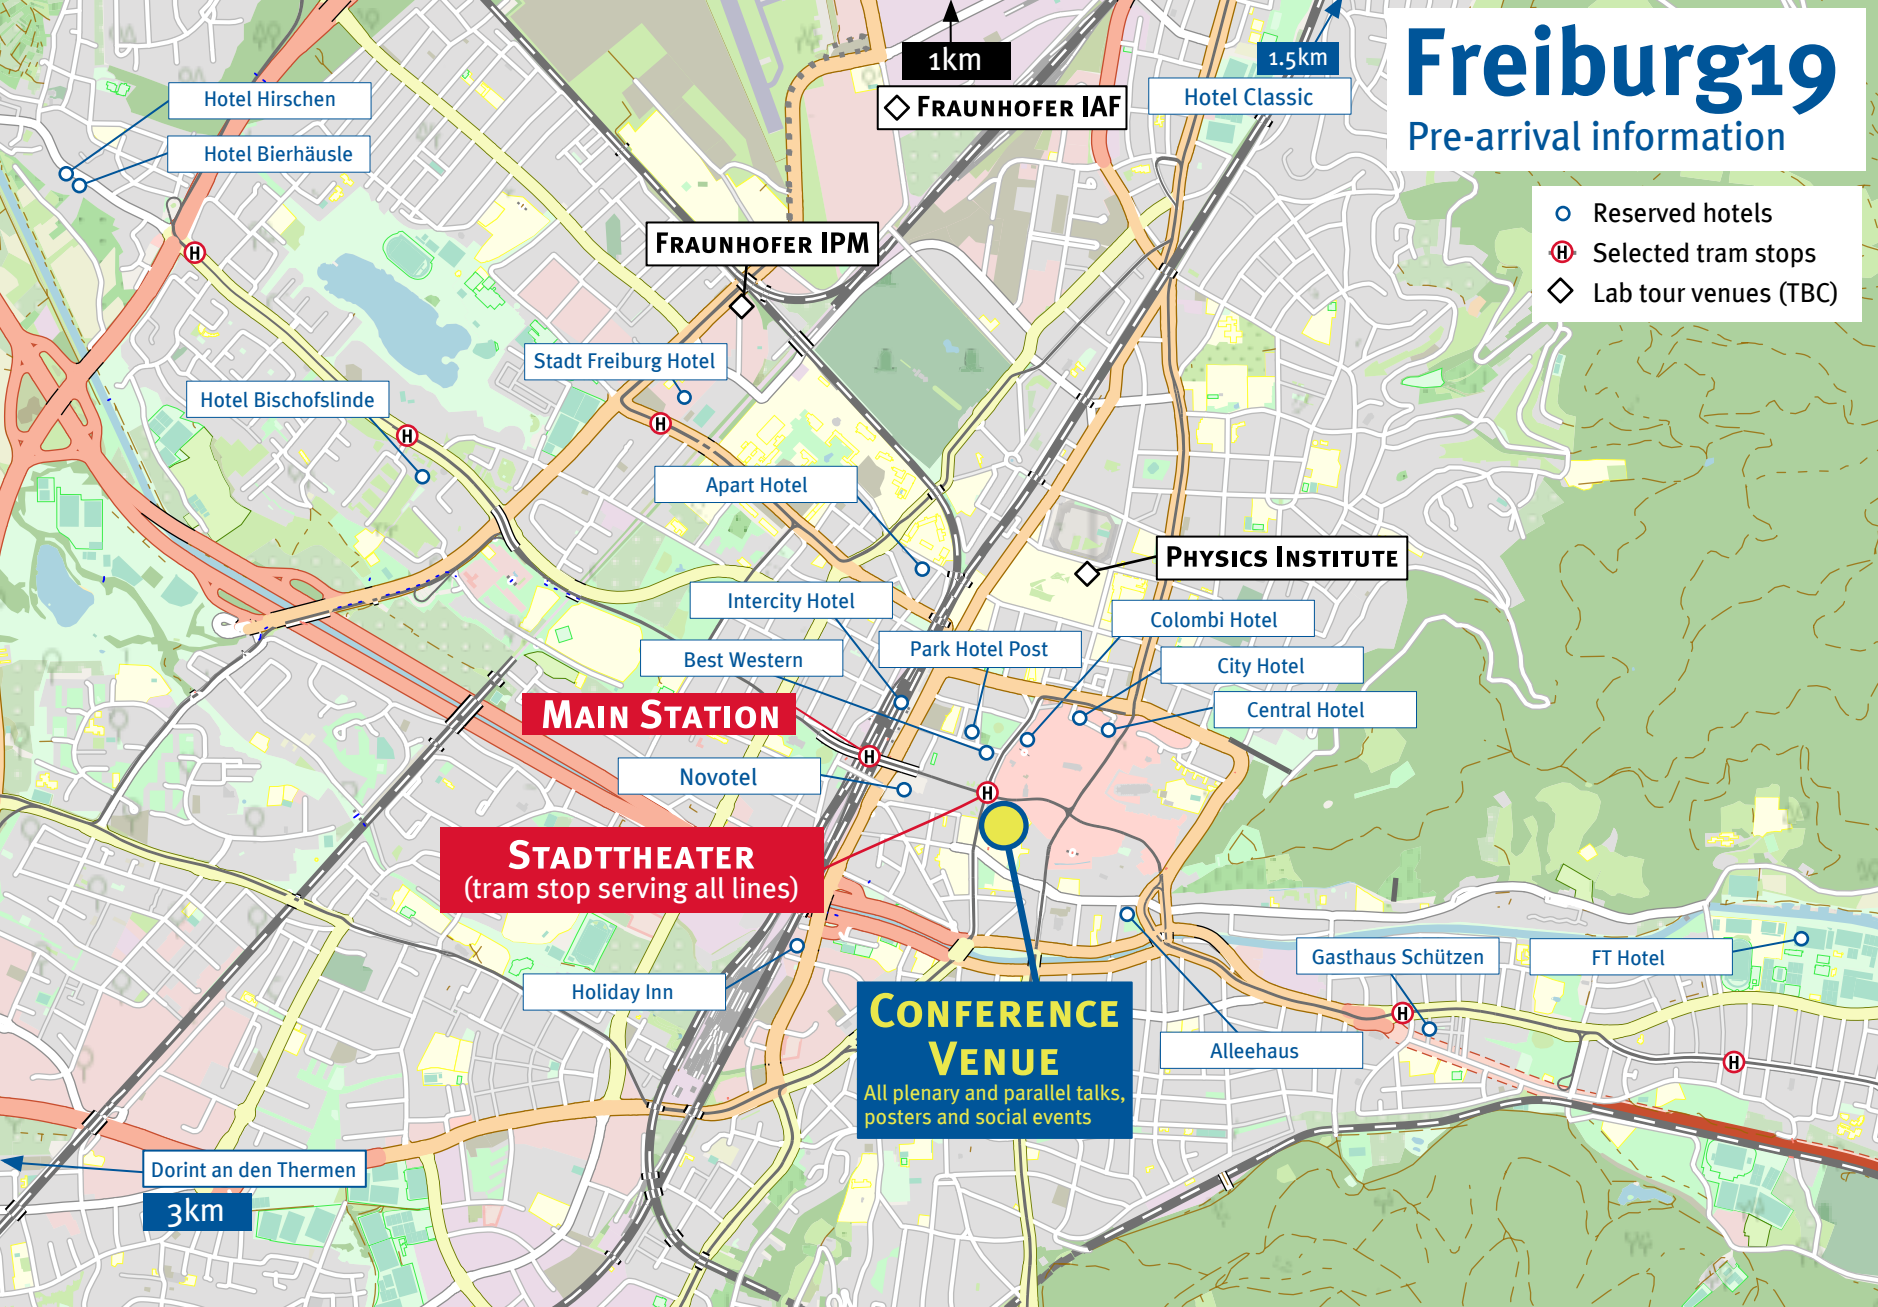 Freiburg19
Pre-arrival information
Reserved hotels
H Selected tram stops
Lab tour venues (TBC)
1km
FRAUNHOFER IAF
1.5km
Hotel Classic
Hotel Hirschen
Hotel Bierhäusle
H
FRAUNHOFER IPM
Stadt Freiburg Hotel
Hotel Bischofslinde
H
H
Apart Hotel
PHYSICS INSTITUTE
Intercity Hotel
Colombi Hotel
Park Hotel Post
Best Western
City Hotel
Central Hotel
MAIN STATION
H
Novotel
H
STADTTHEATER
(tram stop serving all lines)
Gasthaus Schützen
FT Hotel
Holiday Inn
H
CONFERENCE
VENUE
All plenary and parallel talks,
posters and social events
Alleehaus
H
Dorint an den Thermen
3km